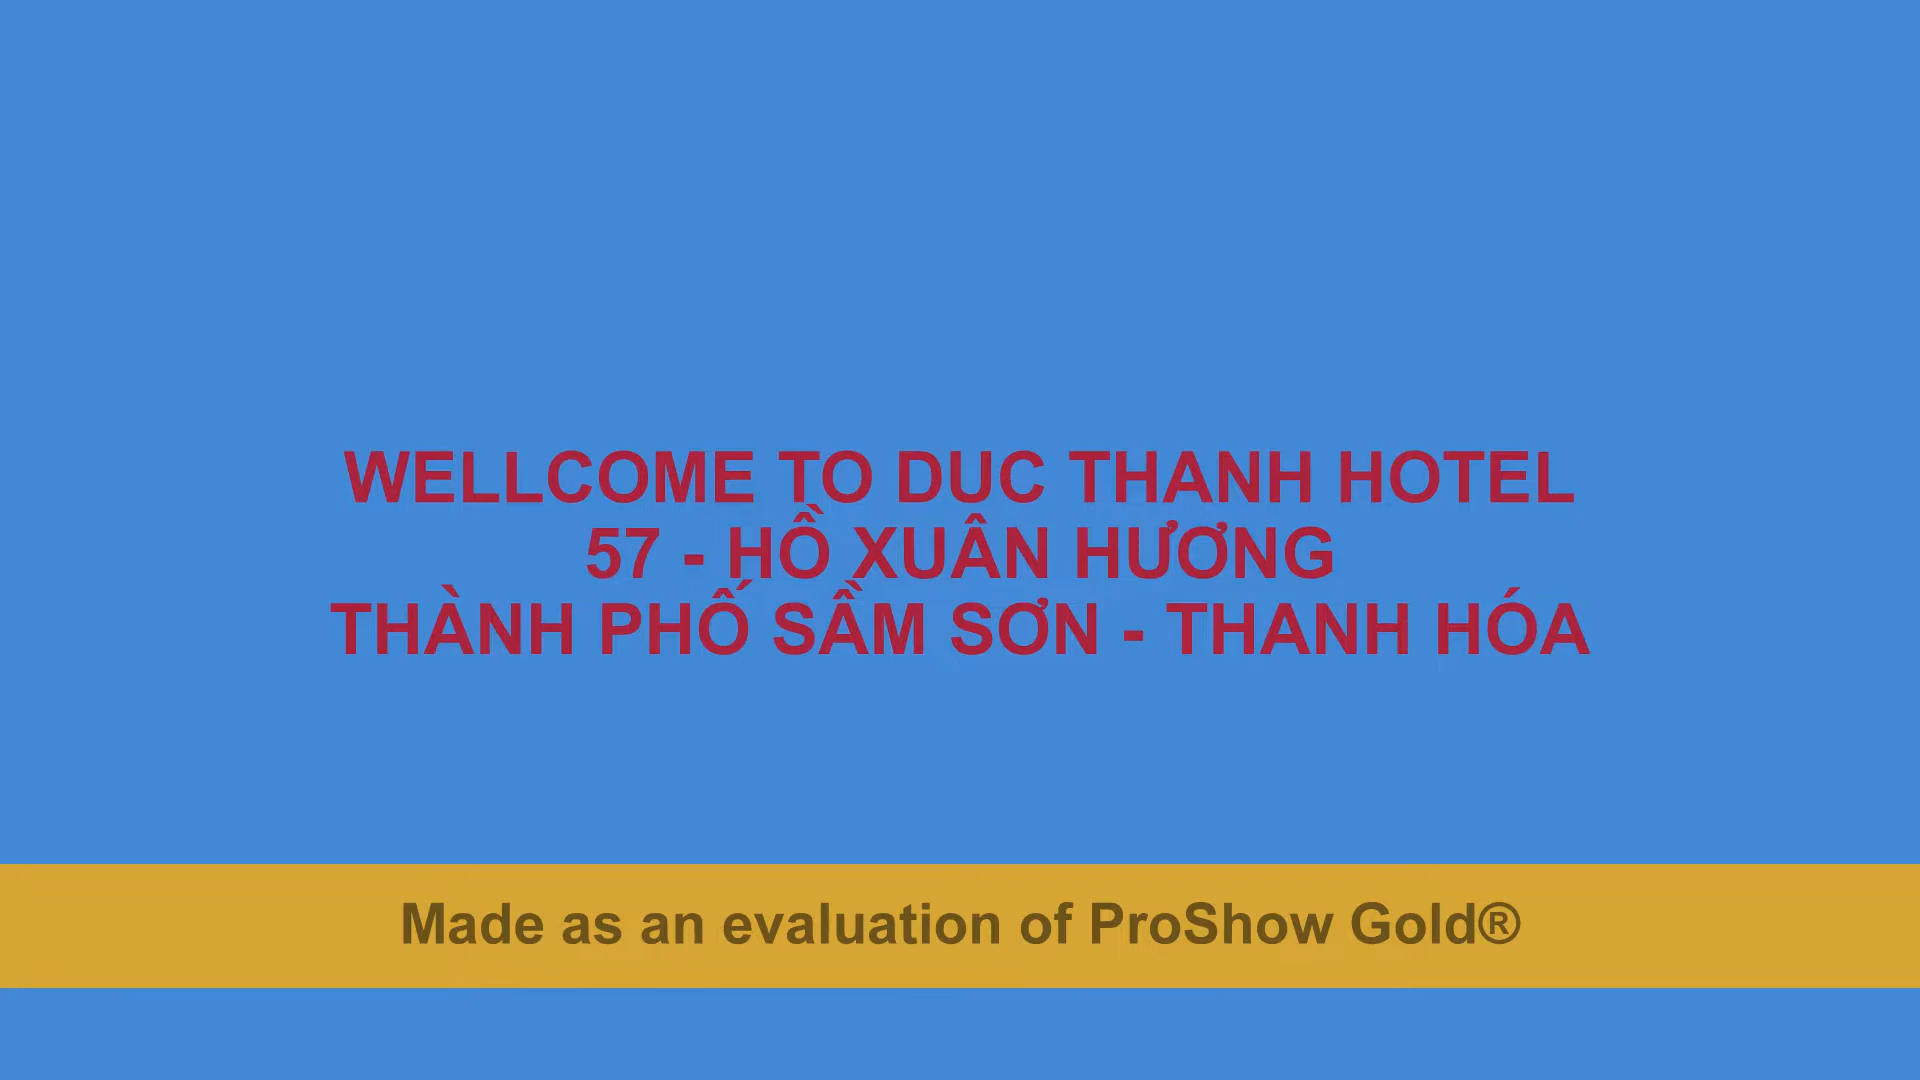 WELLCOME TO DUC THANH HOTEL
57 - HỒ XUÂN HƯƠNG
THÀNH PHỐ SẦM SƠN - THANH HÓA
Made as an evaluation of ProShow Gold®